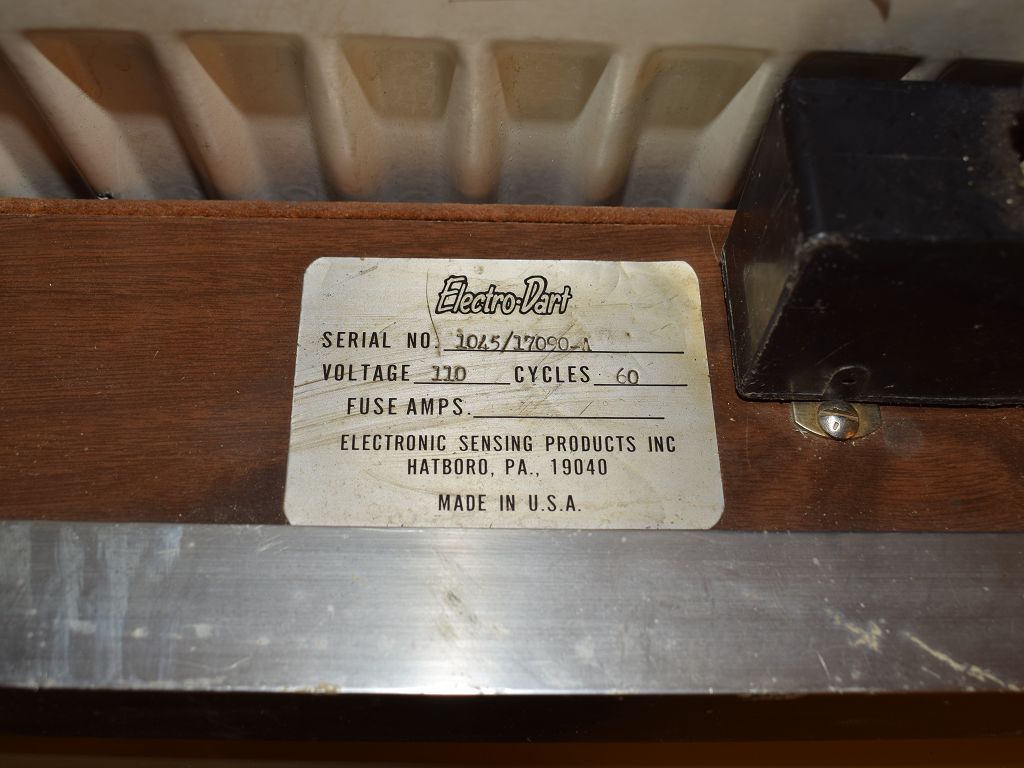 Electro-Dart
SERIAL NO. 1045/17090-A
VOLTAGE 110 CYCLES 60
FUSE AMPS.
ELECTRONIC SENSING PRODUCTS INC
HATBORO, PA., 19040
MADE IN U.S.A.